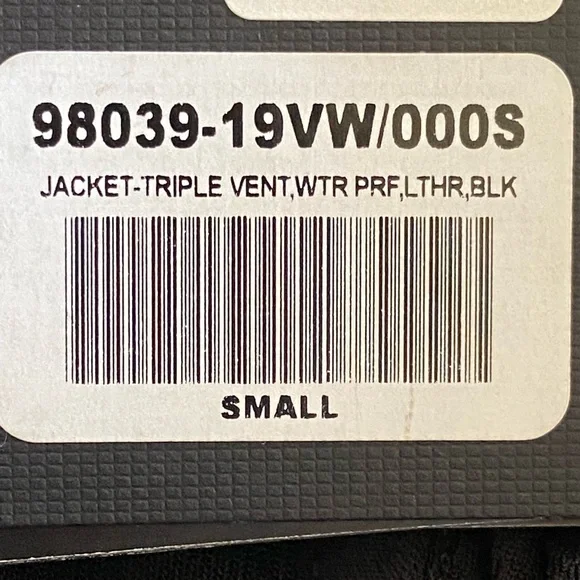 98039-19VW/000S
JACKET-TRIPLE VENT,WTR PRF,LTHR,BLK
SMALL